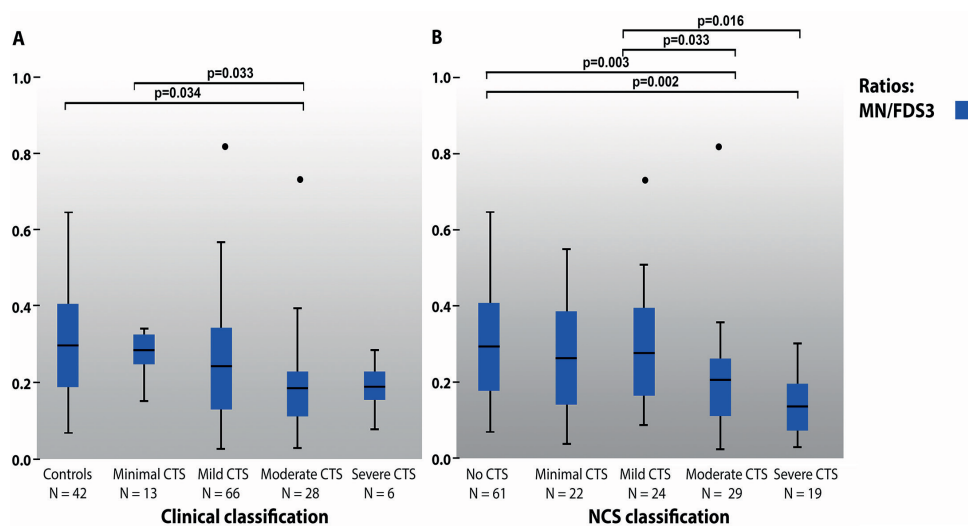 A
p=0.033
p=0.034
1.0
0.8
0.6
0.4
0.2
0.0
Controls Minimal CTS Mild CTS Moderate CTS Severe CTS
N = 42 N = 13 N = 66 N = 28 N = 6
Clinical classification
B
p=0.016
p=0.033
p=0.003
p=0.002
1.0
0.8
0.6
0.4
0.2
0.0
No CTS Minimal CTS Mild CTS Moderate CTS Severe CTS
N = 61 N = 22 N = 24 N = 29 N = 19
NCS classification
Ratios:
MN/FDS3